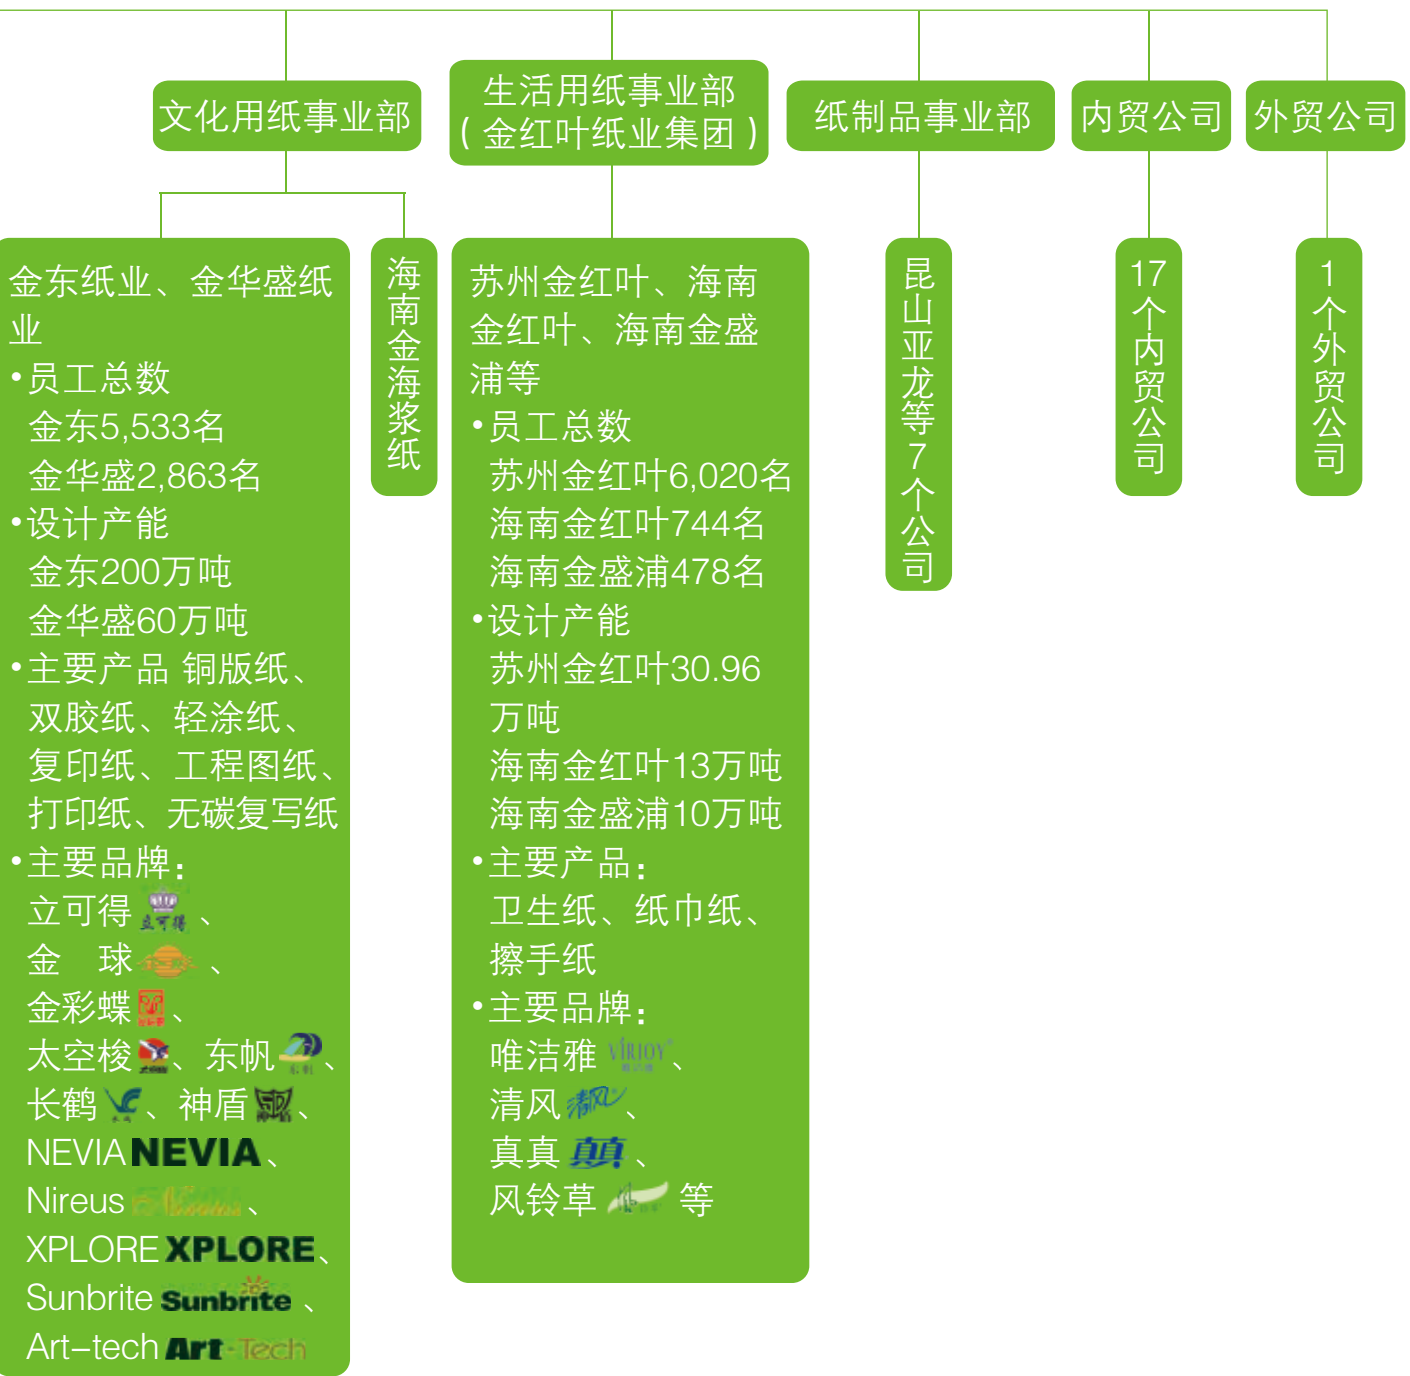 文化用纸事业部
生活用纸事业部
（金红叶纸业集团）
纸制品事业部
内贸公司
外贸公司
金东纸业、金华盛纸
业
•员工总数
金东5,533名
金华盛2,863名
•设计产能
金东200万吨
金华盛60万吨
•主要产品 铜版纸、
双胶纸、轻涂纸、
复印纸、工程图纸、
打印纸、无碳复写纸
•主要品牌：
立可得 立可得 、
金 球 、
金彩蝶 、
太空梭 、东帆 东帆 、
长鹤 、神盾 、
NEVIA NEVIA 、
Nireus 、
XPLORE XPLORE 、
Sunbrite Sunbrite 、
Art-tech Art-Tech
海南金海浆纸
苏州金红叶、海南
金红叶、海南金盛
浦等
•员工总数
苏州金红叶6,020名
海南金红叶744名
海南金盛浦478名
•设计产能
苏州金红叶30.96
万吨
海南金红叶13万吨
海南金盛浦10万吨
•主要产品：
卫生纸、纸巾纸、
擦手纸
•主要品牌：
唯洁雅 VIRJOY® 、
清风 清风 、
真真 真真 、
风铃草 等
昆山亚龙等7个公司
17个内贸公司
1个外贸公司